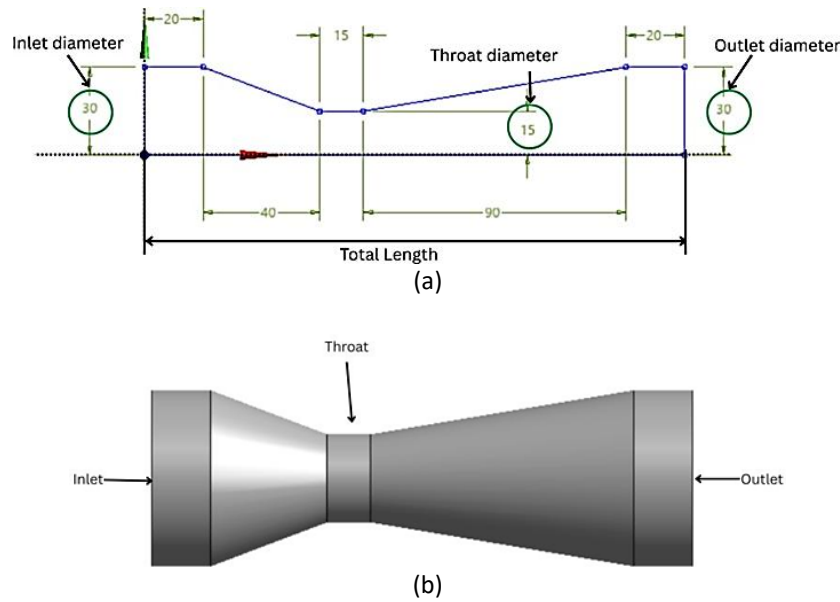 20
15
20
Inlet diameter
Throat diameter
Outlet diameter
30
15
30
40
90
Total Length
(a)
Throat
Inlet
Outlet
(b)